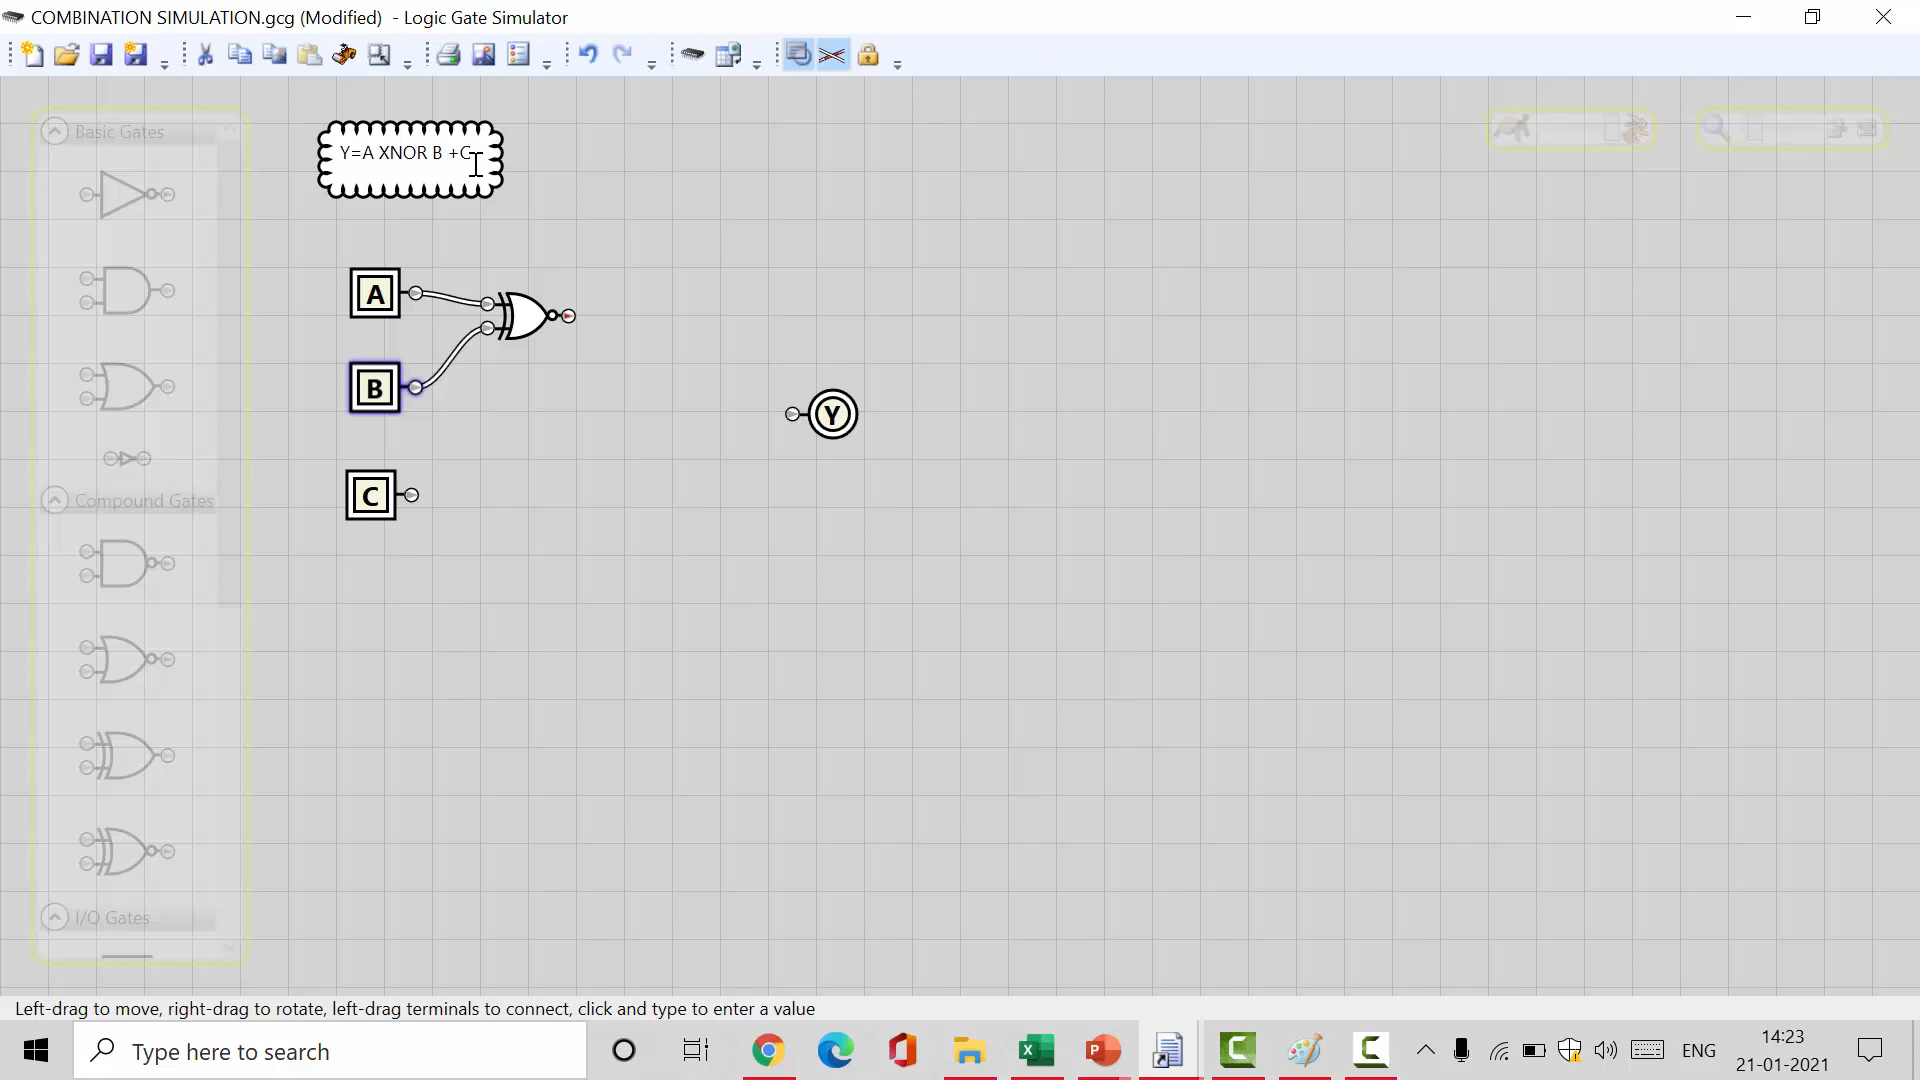 COMBINATION SIMULATION.gcg (Modified) - Logic Gate Simulator
Basic Gates
Y=A XNOR B +C
A
B
Y
C
Compound Gates
I/O Gates
Left-drag to move, right-drag to rotate, left-drag terminals to connect, click and type to enter a value
Type here to search
ENG
14:23
21-01-2021